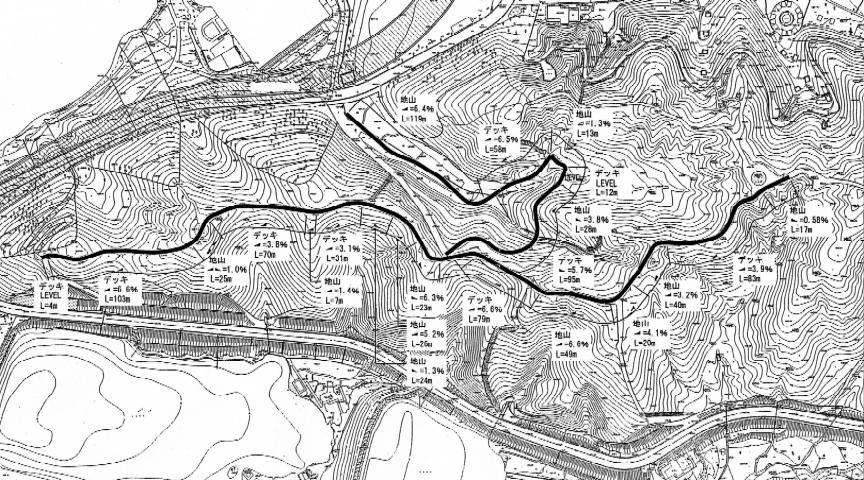 地山
6.4%
L=119m
デッキ
6.5%
L=58m
地山
1.3%
L=13m
デッキ
LEVEL
L=12m
地山
3.8%
L=28m
地山
=0.58%
L=17m
デッキ
LEVEL
L=4m
デッキ
6.6%
L=103m
地山
1.0%
L=25m
デッキ
3.8%
L=70m
デッキ
3.1%
L=31m
地山
1.4%
L=7m
地山
6.3%
L=23m
地山
5.2%
L=26m
地山
1.3%
L=24m
デッキ
6.6%
L=79m
デッキ
5.7%
L=95m
地山
6.6%
L=49m
地山
4.1%
L=20m
地山
3.2%
L=40m
デッキ
3.9%
L=83m